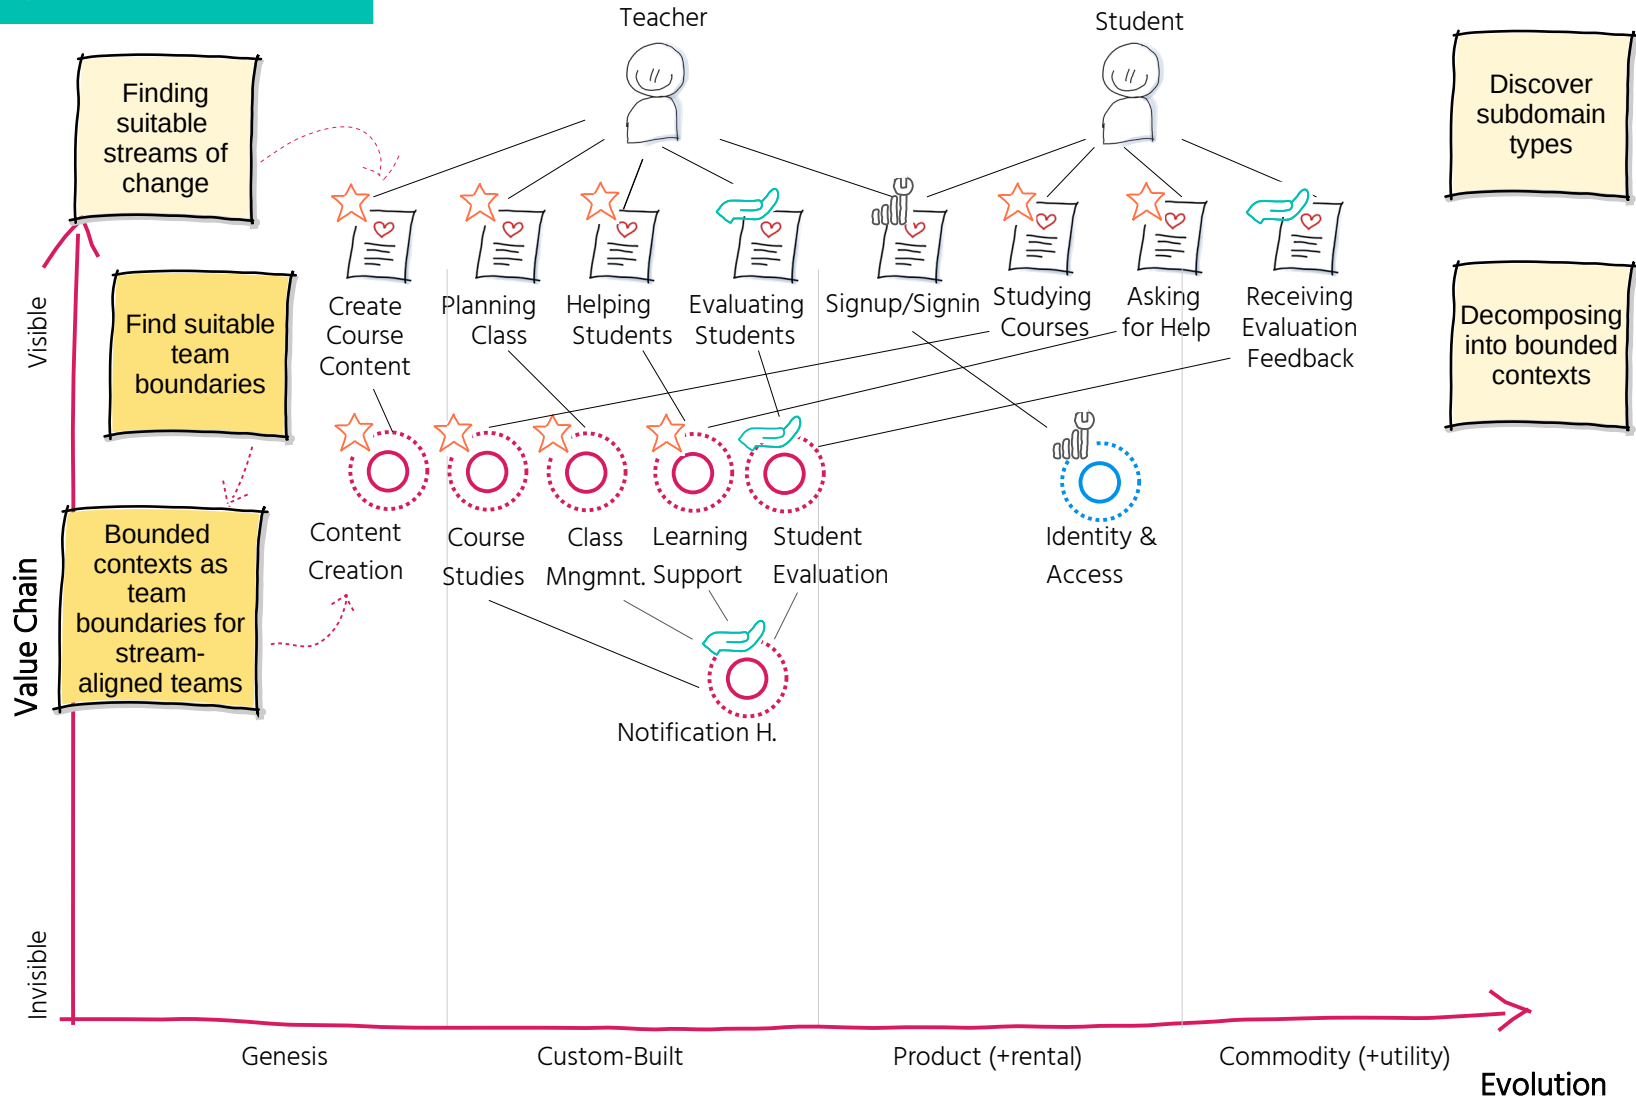 Teacher
Student
Finding
suitable
streams of
change
Discover
subdomain
types
Visible
Find suitable
team
boundaries
Create
Course
Content
Planning
Class
Helping
Students
Evaluating
Students
Signup/Signin
Studying
Courses
Asking
for Help
Receiving
Evaluation
Feedback
Decomposing
into bounded
contexts
Value Chain
Bounded
contexts as
team
boundaries for
stream-
aligned teams
Content
Creation
Course
Studies
Class
Mngmnt.
Learning
Support
Student
Evaluation
Identity &
Access
Notification H.
Invisible
Genesis
Custom-Built
Product (+rental)
Commodity (+utility)
Evolution